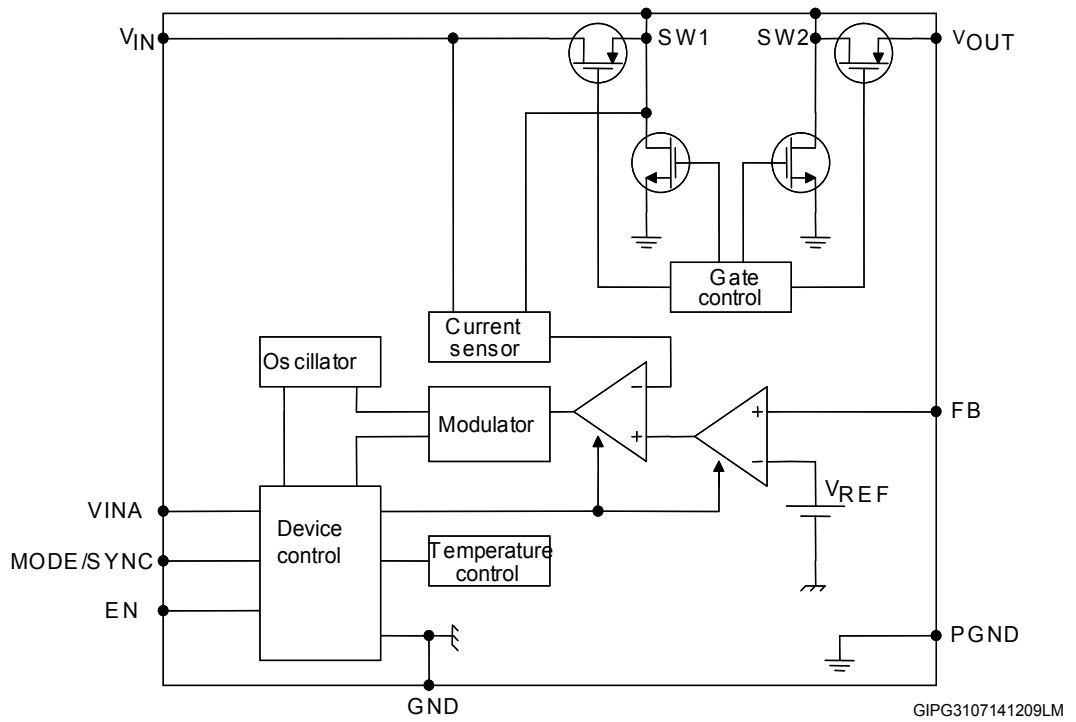 VIN
SW1
SW2
VOUT
Gate
control
Current
sensor
Oscillator
Modulator
−
+
+
−
FB
VREF
VINA
MODE/SYNC
EN
Device
control
Temperature
control
PGND
GND
GIPG3107141209LM